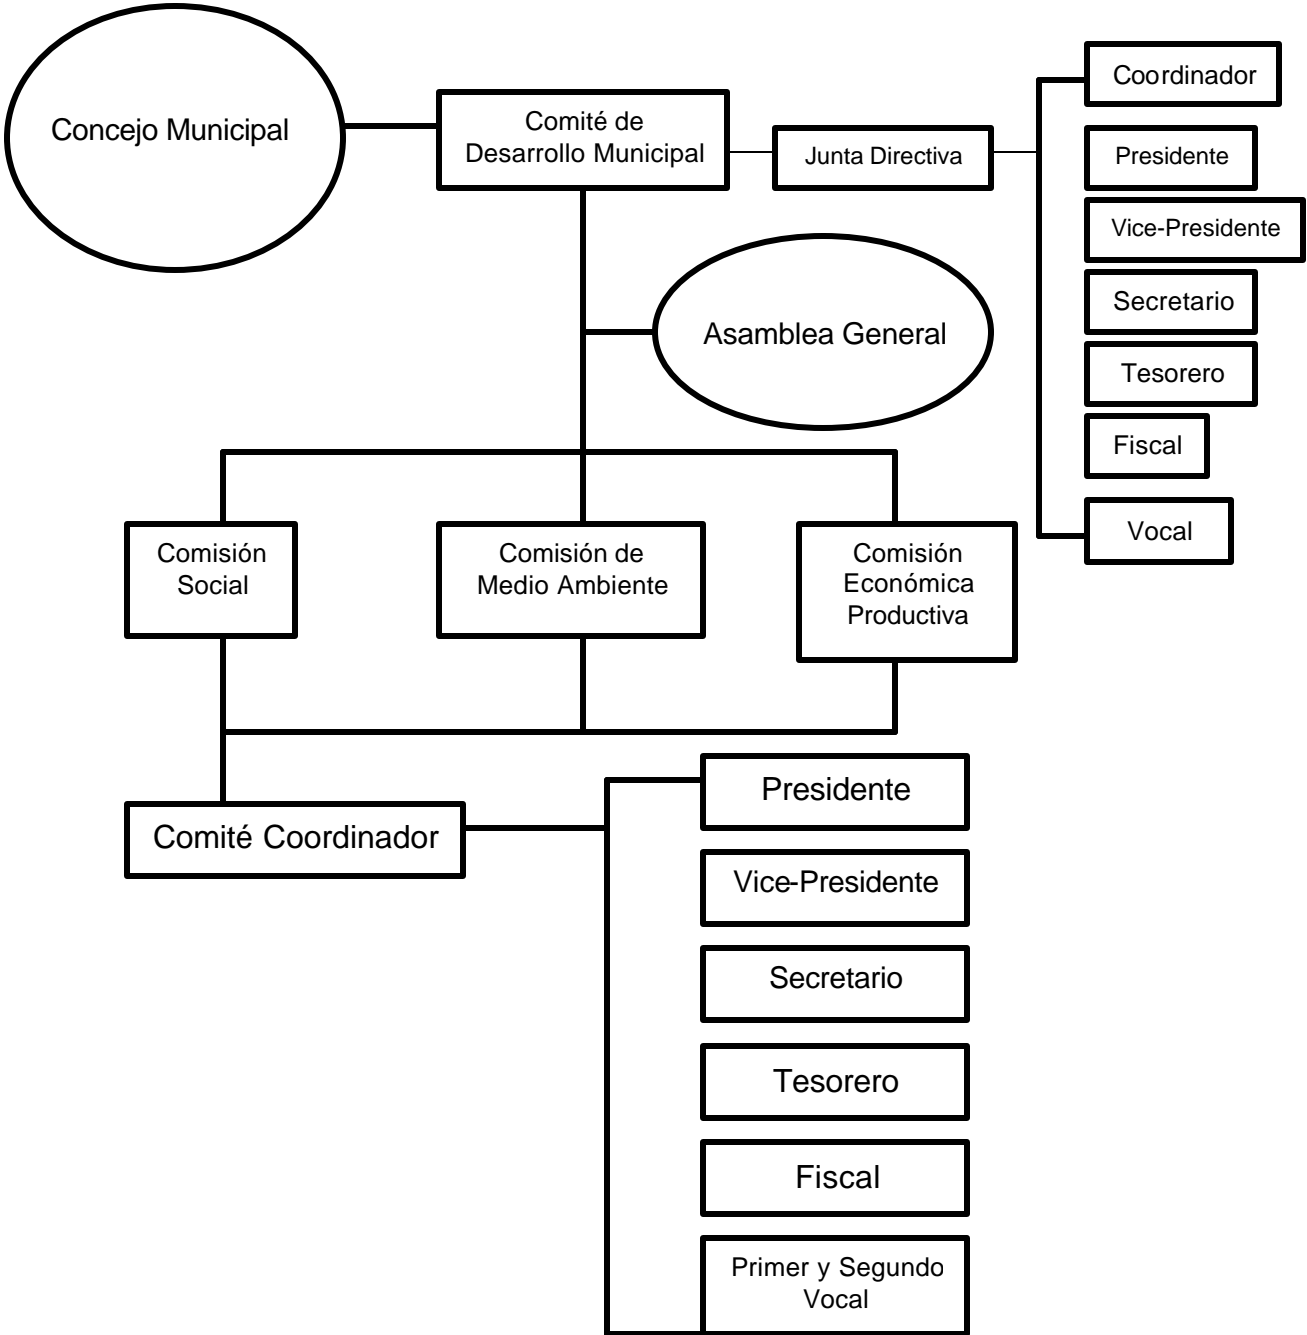 Concejo Municipal
Comité de
Desarrollo Municipal
Junta Directiva
Coordinador
Presidente
Vice-Presidente
Secretario
Tesorero
Fiscal
Vocal
Asamblea General
Comisión
Social
Comisión de
Medio Ambiente
Comisión
Económica
Productiva
Comité Coordinador
Presidente
Vice-Presidente
Secretario
Tesorero
Fiscal
Primer y Segundo
Vocal